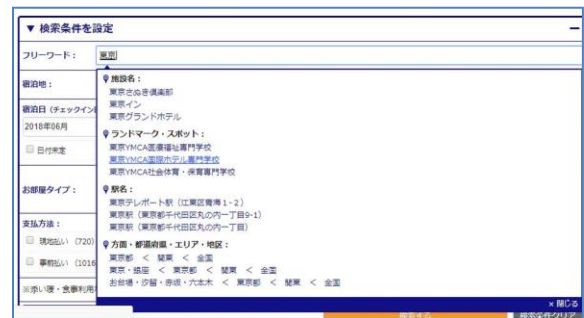 ▼ 検索条件を設定
フリーワード：
東京
宿泊地：
宿泊日（チェックイン
2018年06月
日付未定
お部屋タイプ：
支払方法：
現地払い（720）
事前払い（1016
※添い寝・食事利用
施設名：
東京さぬき倶楽部
東京イン
東京グランドホテル
ランドマーク・スポット：
東京YMCA医療福祉専門学校
東京YMCA国際ホテル専門学校
東京YMCA社会体育・保育専門学校
駅名：
東京テレポート駅（江東区青海１-２）
東京駅（東京都千代田区丸の内一丁目9-1）
東京駅（東京都千代田区丸の内一丁目）
方面・都道府県・エリア・地区：
東京都 ＜ 関東 ＜ 全国
東京・銀座 ＜ 東京都 ＜ 関東 ＜ 全国
お台場・汐留・赤坂・六本木 ＜ 東京都 ＜ 関東 ＜ 全国
×閉じる